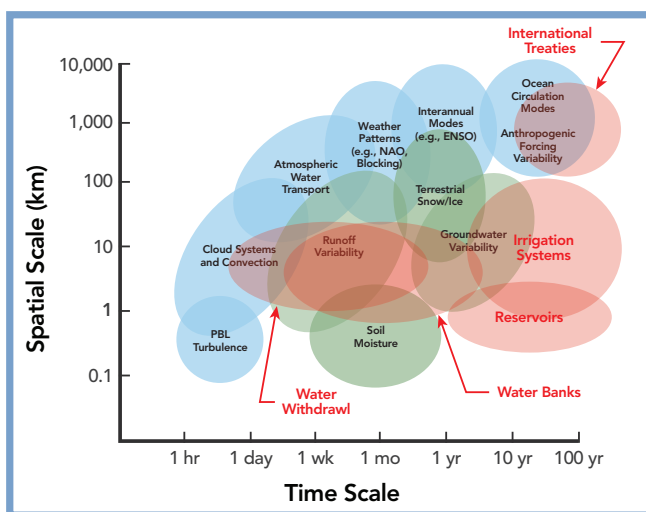 International
Treaties
10,000
1,000
100
10
1
0.1
Spatial Scale (km)
Ocean
Circulation
Modes
Anthropogenic
Forcing
Variability
Interannual
Modes
(e.g., ENSO)
Weather
Patterns
(e.g., NAO,
Blocking)
Atmospheric
Water
Transport
Terrestrial
Snow/Ice
Cloud Systems
and Convection
Runoff
Variability
Groundwater
Variability
Irrigation
Systems
Reservoirs
PBL
Turbulence
Soil
Moisture
Water
Withdrawl
Water Banks
1 hr
1 day
1 wk
1 mo
1 yr
10 yr
100 yr
Time Scale